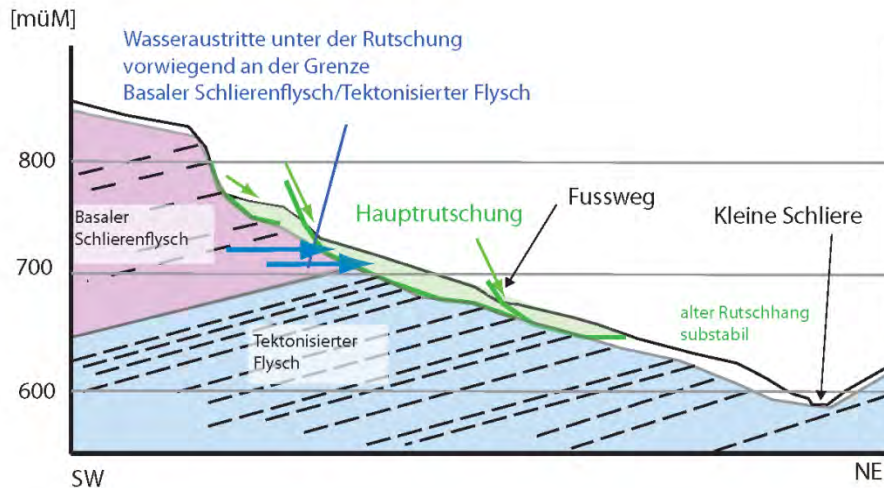 [müM]
Wasseraustritte unter der Rutschung
vorwiegend an der Grenze
Basaler Schlierenflysch/Tektonisierter Flysch
800
Hauptrutschung
Fussweg
Kleine Schliere
Basaler
Schlierenflysch
700
alter Rutschhang
substabil
Tektonisierter
Flysch
600
SW
NE